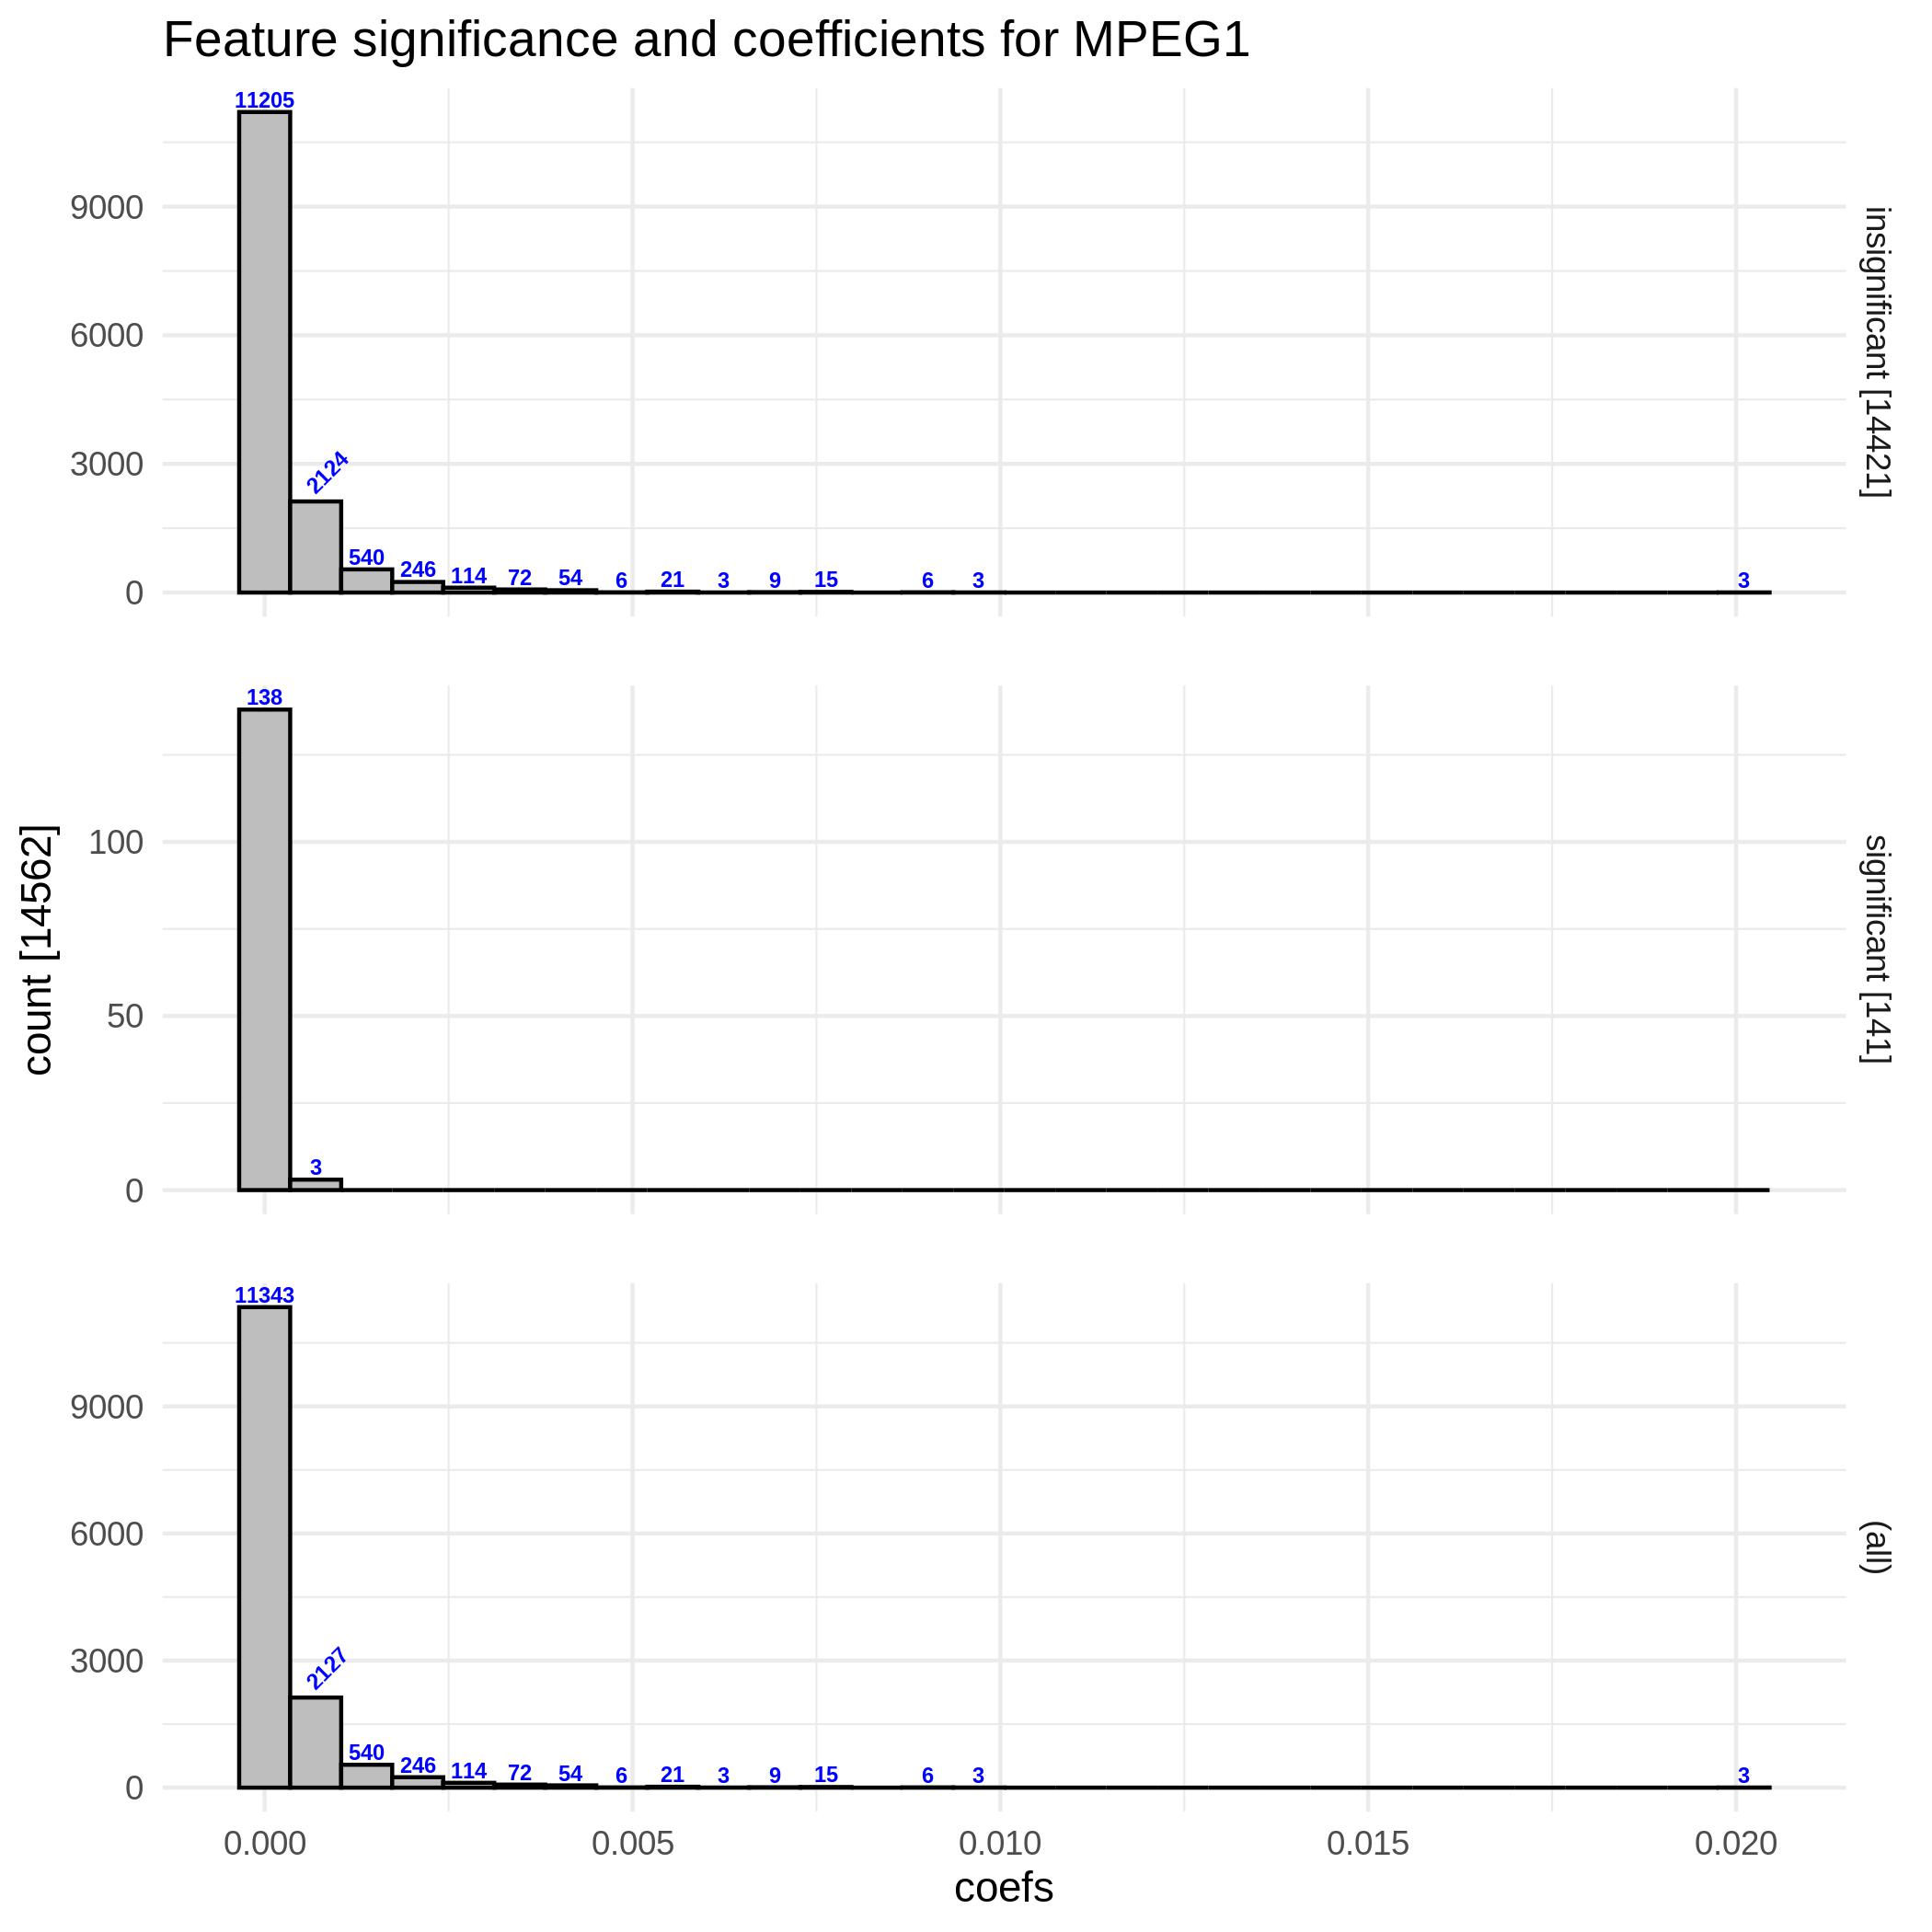 Feature significance and coefficients for MPEG1
11205
9000
6000
3000
0
2124
540 246 114 72 54 6 21 3 9 15 6 3 3
insignificant [14421]
138
100
50
0
3
significant [141]
count [14562]
11343
9000
6000
3000
0
2127
540 246 114 72 54 6 21 3 9 15 6 3 3
(all)
0.000 0.005 0.010 0.015 0.020
coefs